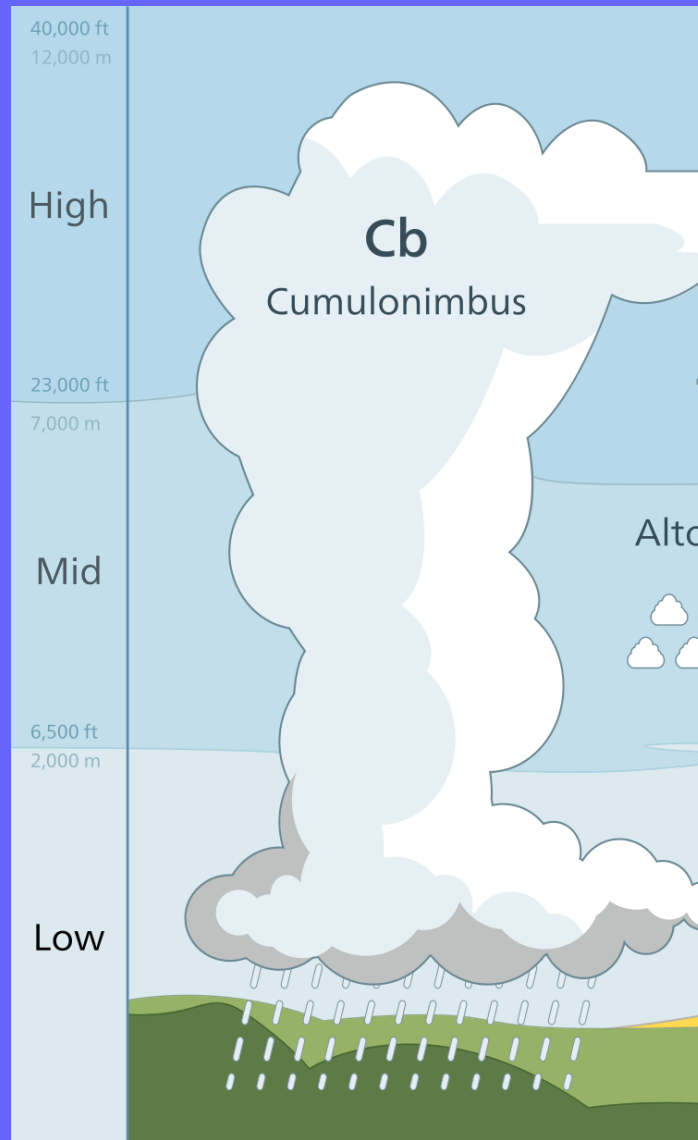 40,000 ft
12,000 m
High
Cb
Cumulonimbus
23,000 ft
7,000 m
Alto
Mid
6,500 ft
2,000 m
Low